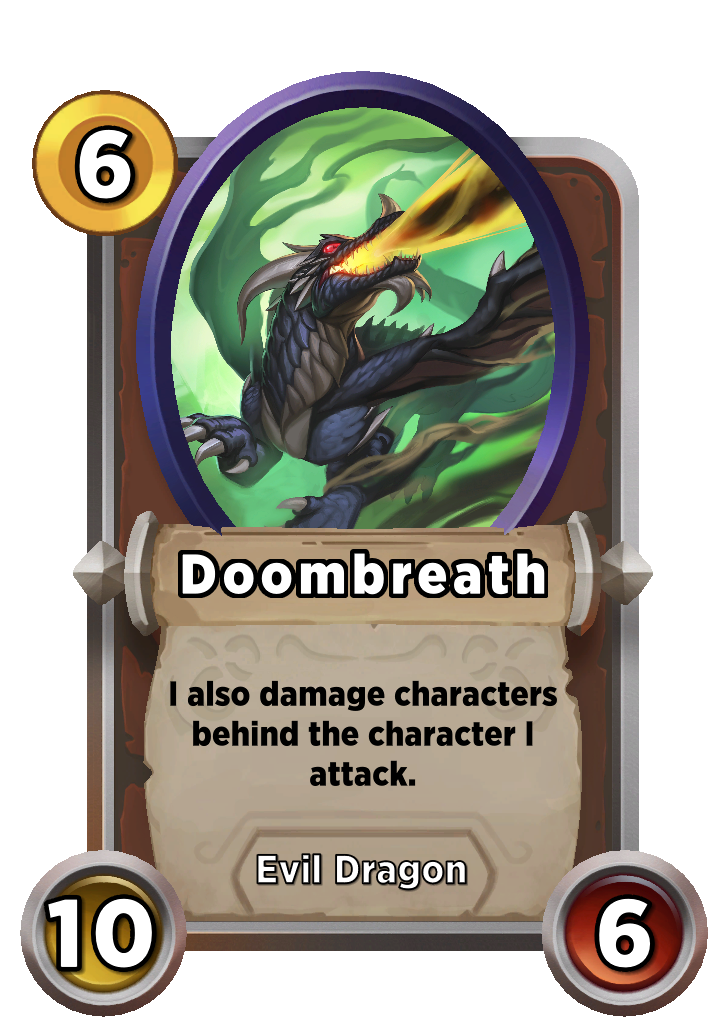 6
Doombreath
I also damage characters
behind the character I
attack.
Evil Dragon
10
6